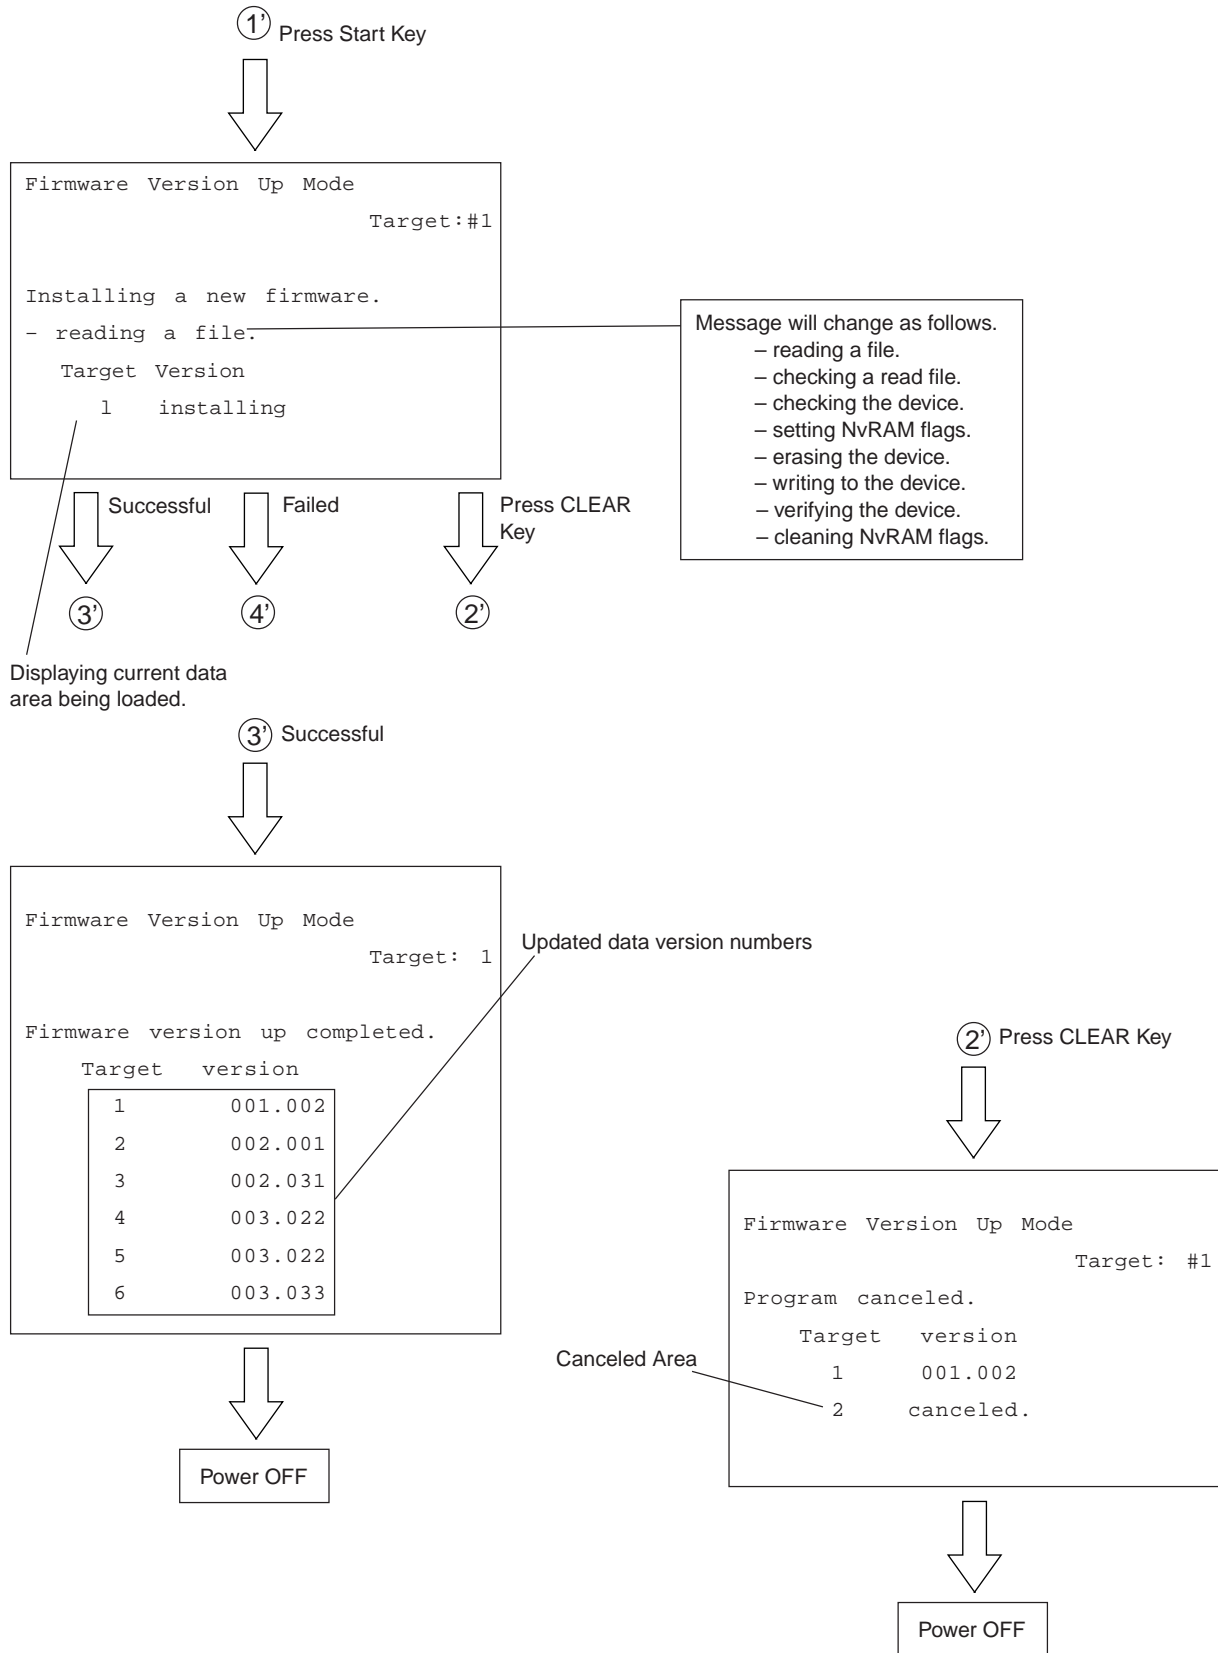 1’ Press Start Key
Firmware Version Up Mode
Target:#1
Installing a new firmware.
– reading a file.
Target Version
1 installing
Message will change as follows.
– reading a file.
– checking a read file.
– checking the device.
– setting NvRAM flags.
– erasing the device.
– writing to the device.
– verifying the device.
– cleaning NvRAM flags.
Successful
Failed
Press CLEAR
Key
3’
4’
2’
Displaying current data
area being loaded.
3’ Successful
Firmware Version Up Mode
Target: 1
Firmware version up completed.
Target version
1 001.002
2 002.001
3 002.031
4 003.022
5 003.022
6 003.033
Updated data version numbers
Power OFF
2’ Press CLEAR Key
Firmware Version Up Mode
Target: #1
Program canceled.
Target version
1 001.002
2 canceled.
Canceled Area
Power OFF